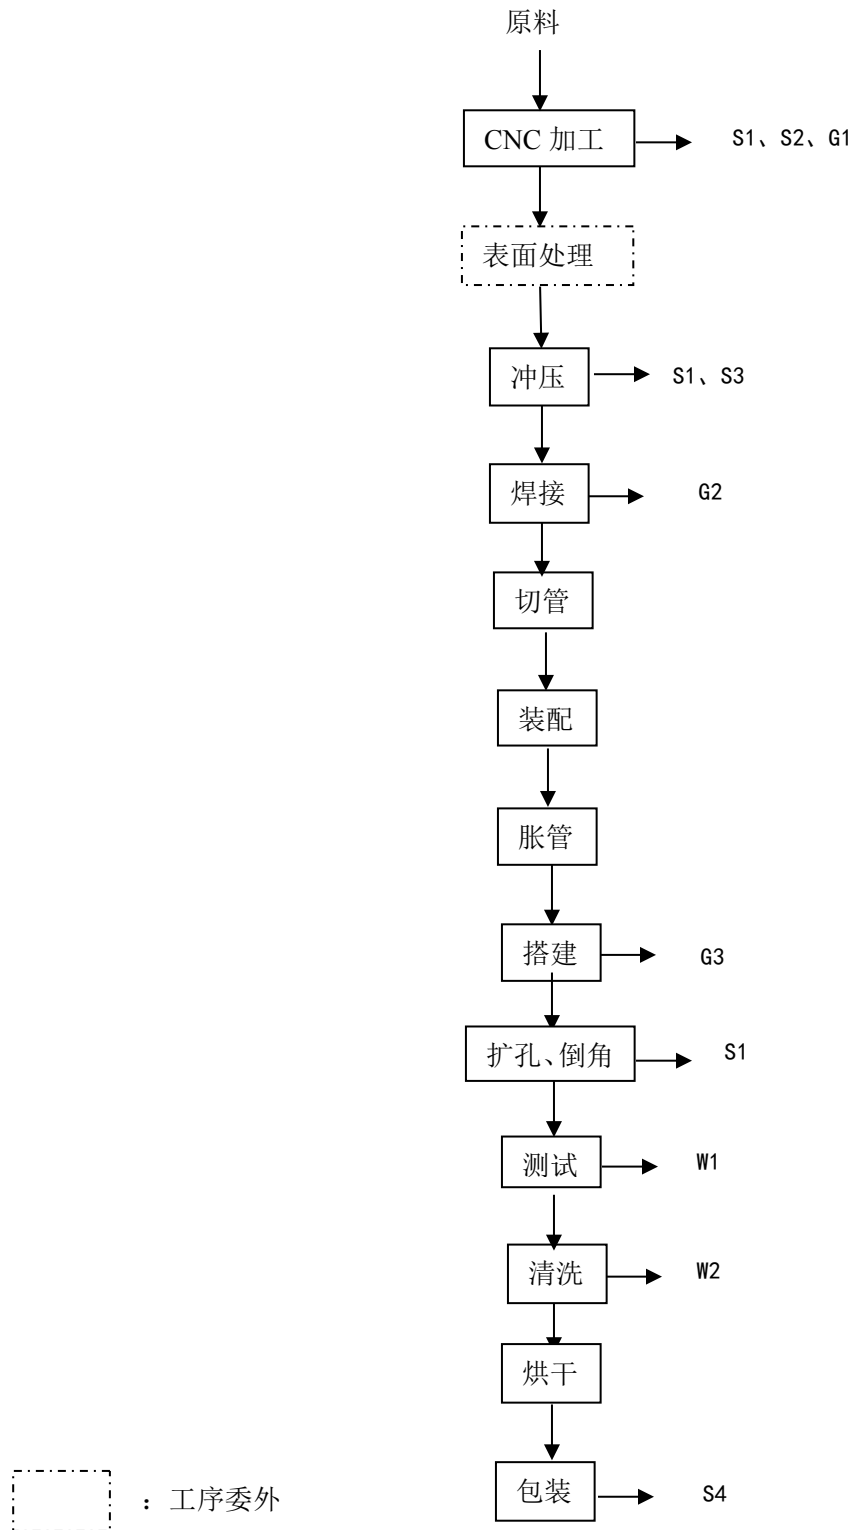 原料
CNC 加工
S1、S2、G1
表面处理
冲压
S1、S3
焊接
G2
切管
装配
胀管
搭建
G3
扩孔、倒角
S1
测试
W1
清洗
W2
烘干
包装
S4
：工序委外